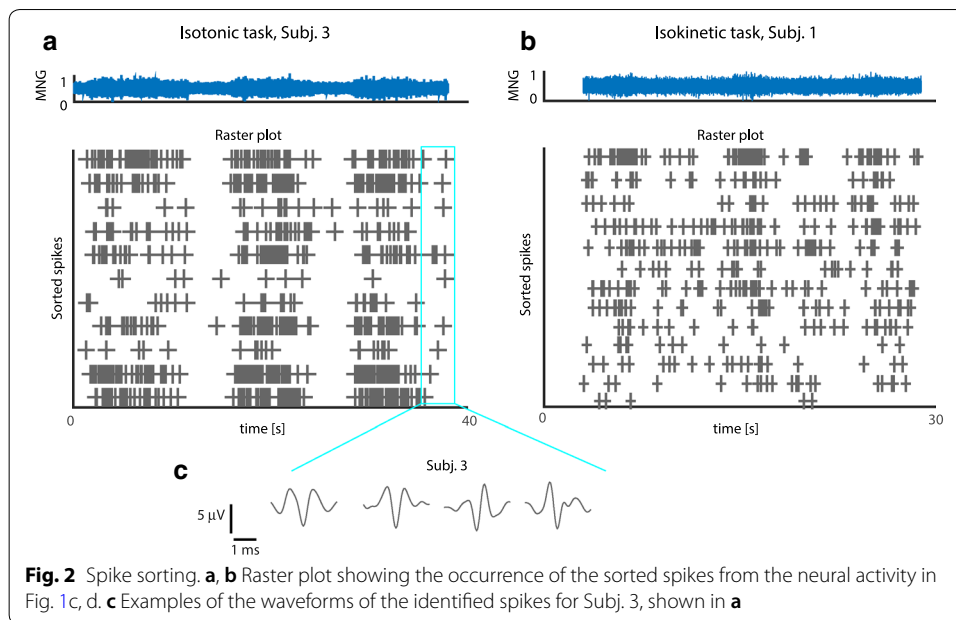 a
Isotonic task, Subj. 3
MNG
1
0
Raster plot
Sorted spikes
0
40
time [s]
b
Isokinetic task, Subj. 1
MNG
1
0
Raster plot
Sorted spikes
0
30
time [s]
c
Subj. 3
5 µV
1 ms
Fig. 2 Spike sorting. a, b Raster plot showing the occurrence of the sorted spikes from the neural activity in
Fig. 1c, d. c Examples of the waveforms of the identified spikes for Subj. 3, shown in a